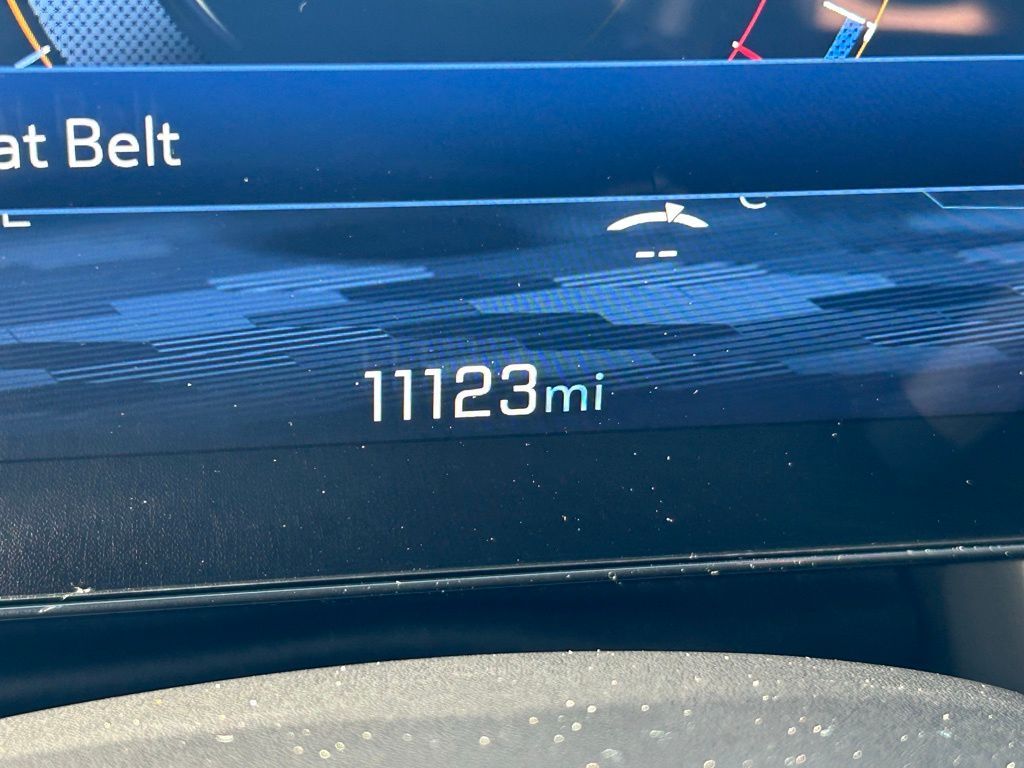 at Belt
C
--
11123mi